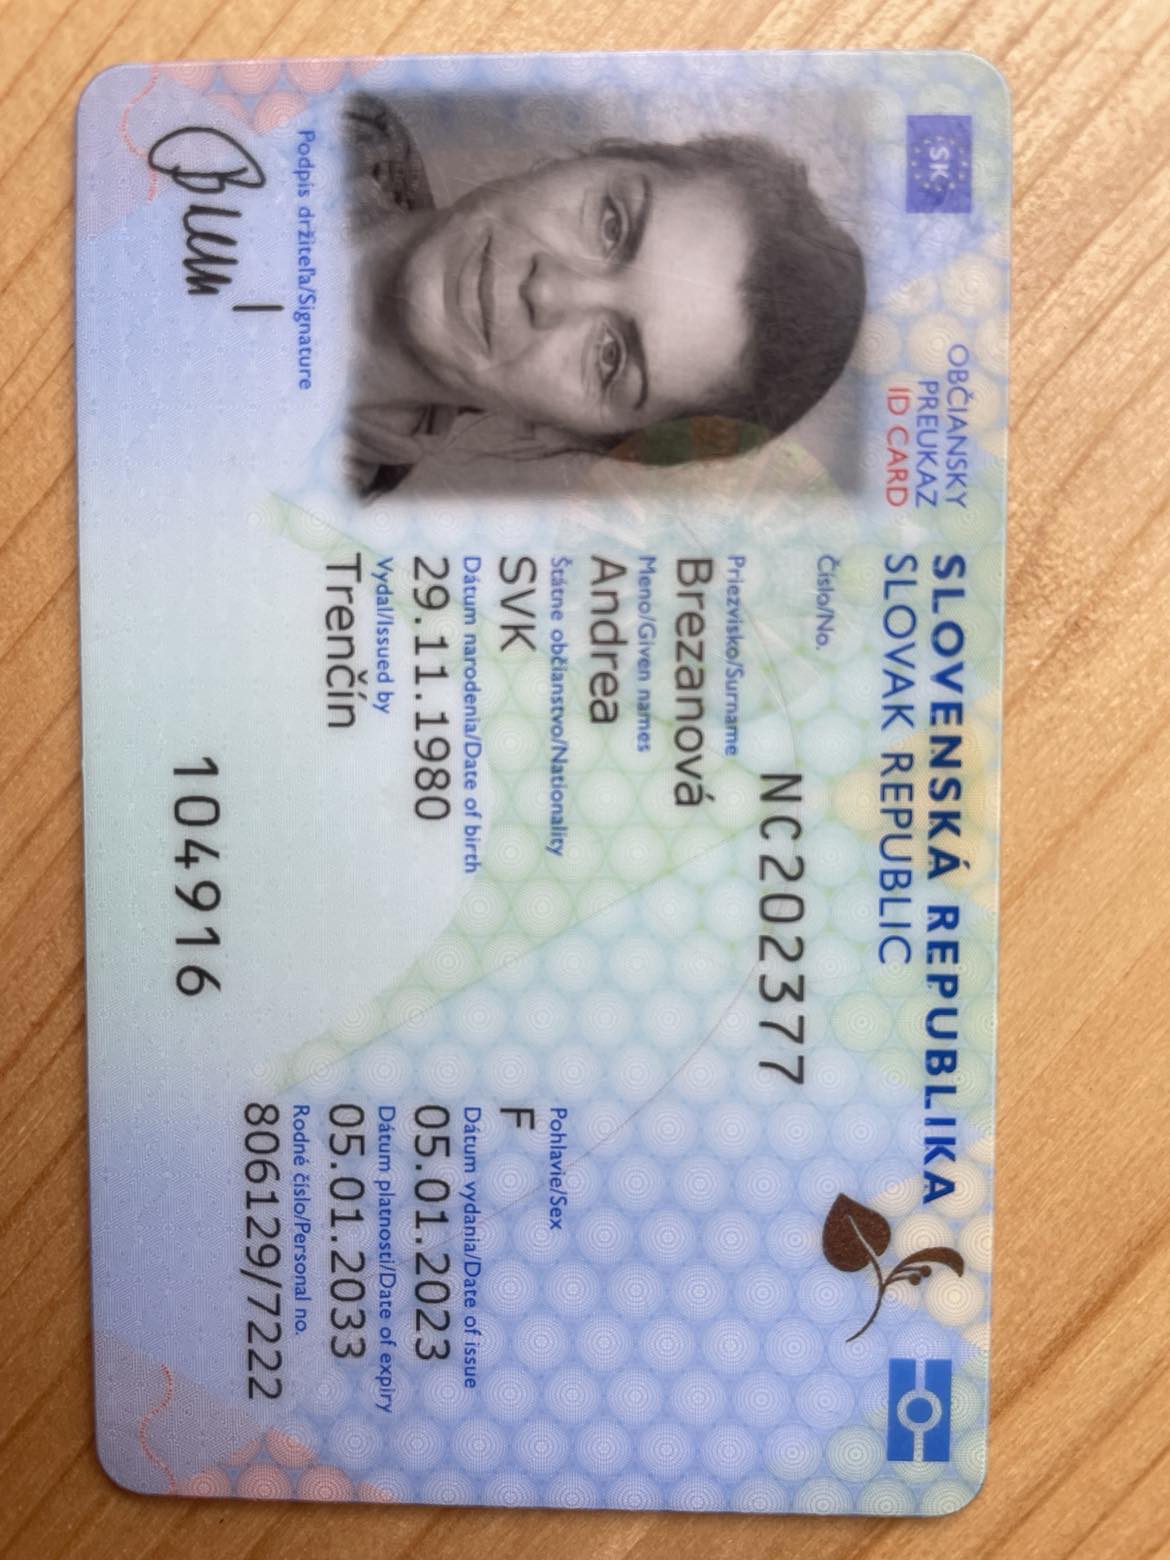 SK
OBČIANSKY
PREUKAZ
ID CARD
SLOVENSKÁ REPUBLIKA
SLOVAK REPUBLIC
Číslo/No.
NC202377
Priezvisko/Surname
Brezanová
Meno/Given names
Andrea
Štátne občianstvo/Nationality
SVK
Pohlavie/Sex
F
Dátum narodenia/Date of birth
29.11.1980
Dátum vydania/Date of issue
05.01.2023
Vydal/Issued by
Trenčín
Dátum platnosti/Date of expiry
05.01.2033
Rodné číslo/Personal no.
806129/7222
Podpis držiteľa/Signature
104916